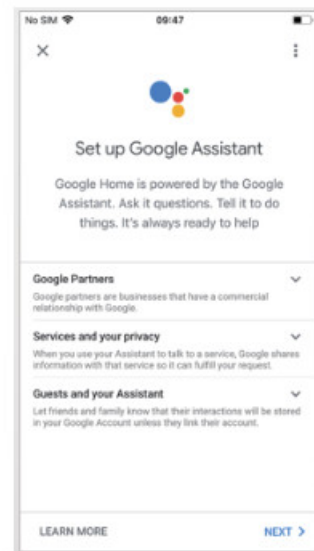 No SIM 09:47
Set up Google Assistant
Google Home is powered by the Google
Assistant. Ask it questions. Tell it to do
things. It's always ready to help
Google Partners
Google partners are businesses that have a commercial
relationship with Google.
Services and your privacy
When you use your Assistant to talk to a service, Google shares
information with that service so it can fulfill your request.
Guests and your Assistant
Let friends and family know that their interactions will be stored
in your Google Account unless they link their account.
LEARN MORE NEXT